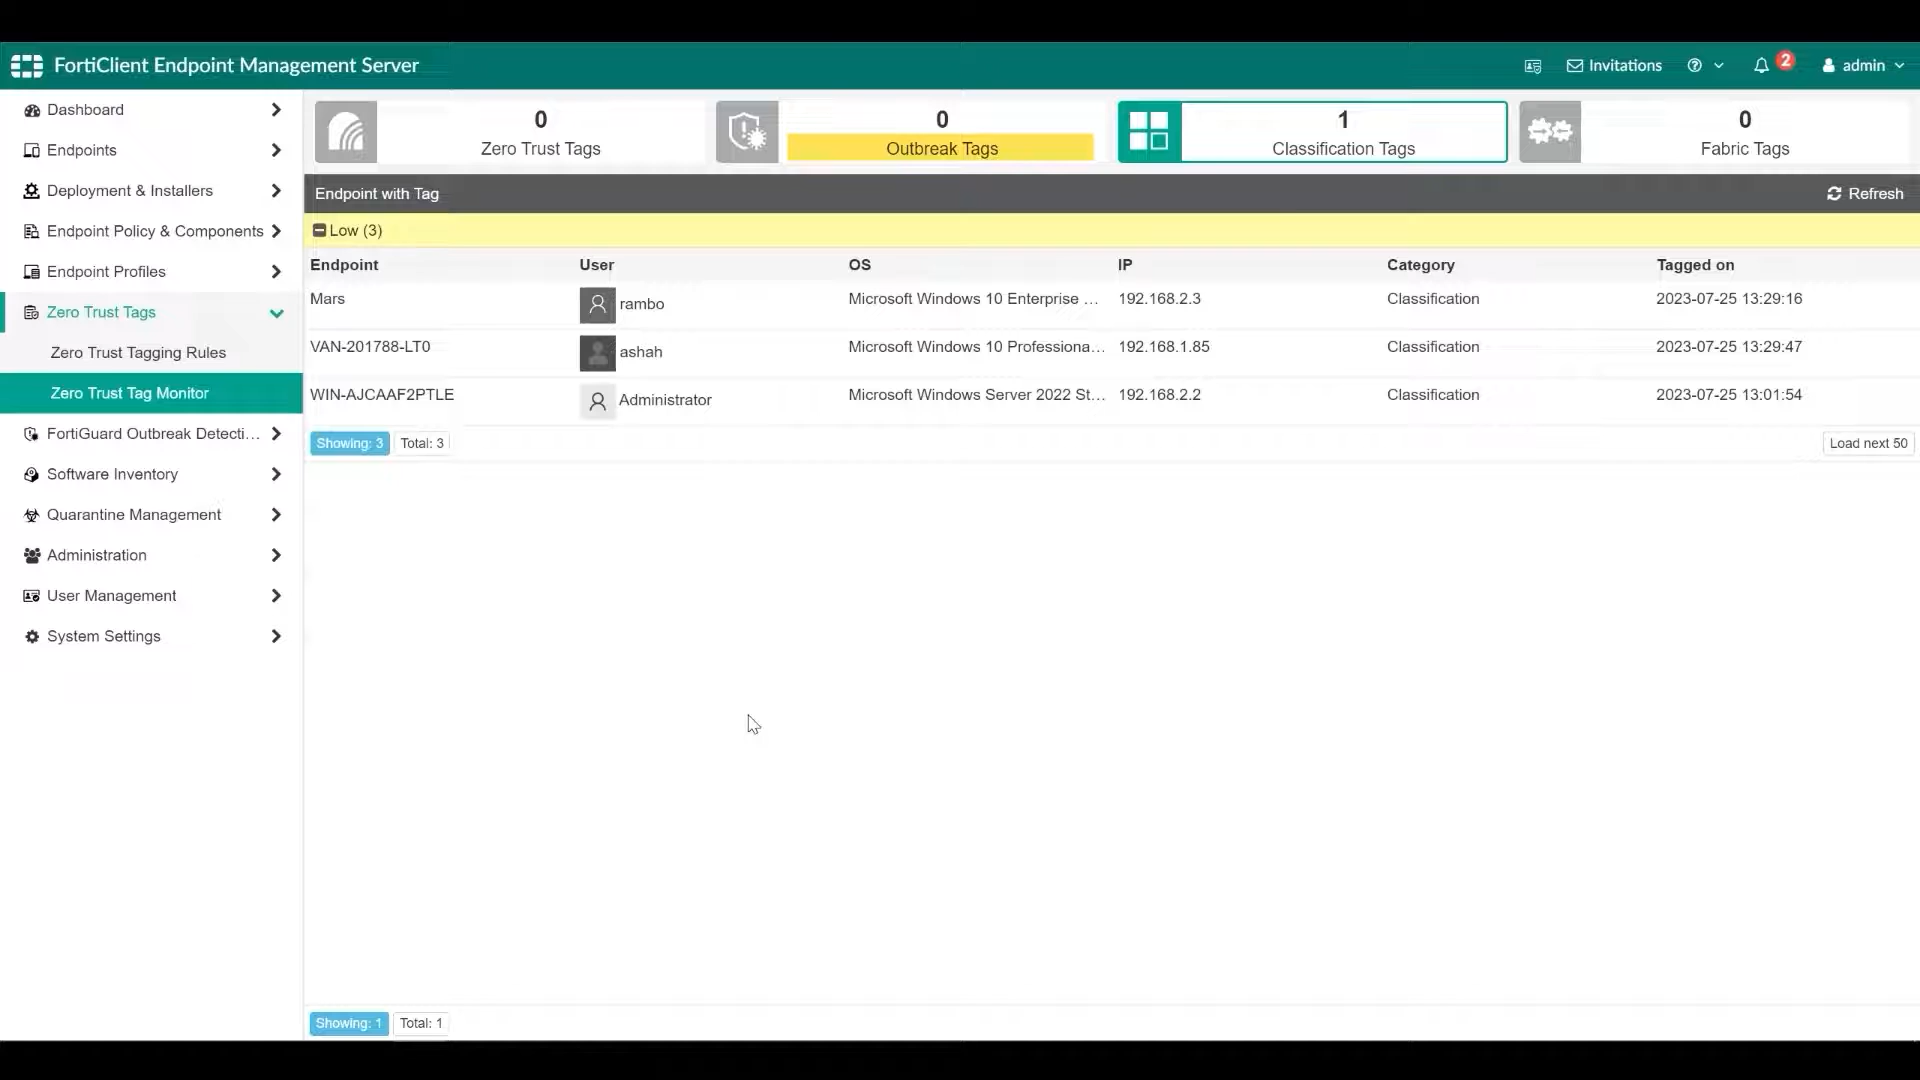 FortiClient Endpoint Management Server
Invitations
2
admin
Dashboard
Endpoints
Deployment & Installers
Endpoint Policy & Components
Endpoint Profiles
Zero Trust Tags
Zero Trust Tagging Rules
Zero Trust Tag Monitor
FortiGuard Outbreak Detecti...
Software Inventory
Quarantine Management
Administration
User Management
System Settings
0
Zero Trust Tags
0
Outbreak Tags
1
Classification Tags
0
Fabric Tags
Endpoint with Tag
Refresh
Low (3)
Endpoint User OS IP Category Tagged on
Mars rambo Microsoft Windows 10 Enterprise ... 192.168.2.3 Classification 2023-07-25 13:29:16
VAN-201788-LT0 ashah Microsoft Windows 10 Professiona... 192.168.1.85 Classification 2023-07-25 13:29:47
WIN-AJCAAF2PTLE Administrator Microsoft Windows Server 2022 St... 192.168.2.2 Classification 2023-07-25 13:01:54
Showing: 3 Total: 3 Load next 50
Showing: 1 Total: 1